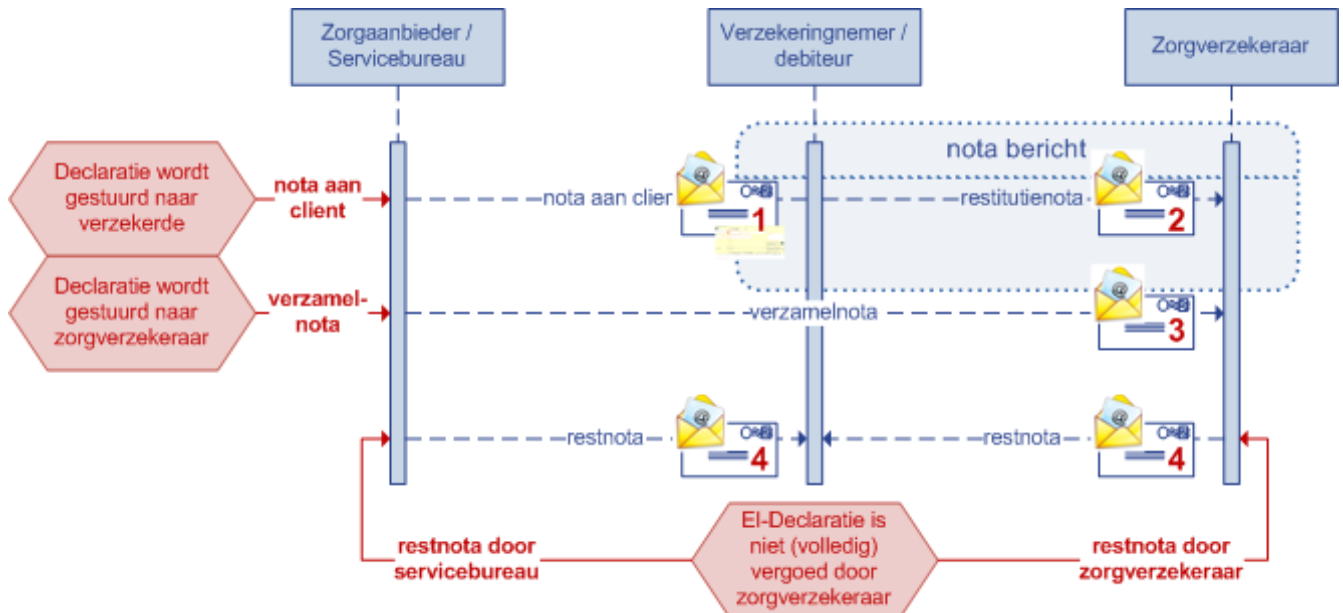 Zorgaanbieder /
Servicebureau
Verzekeringnemer /
debiteur
Zorgverzekeraar
nota bericht
Declaratie wordt
gestuurd naar
verzekerde
nota aan
client
nota aan clier
1
restitutienota
2
Declaratie wordt
gestuurd naar
zorgverzekeraar
verzamel-
nota
verzamelnota
3
restnota
4
restnota
4
restnota door
servicebureau
EI-Declaratie is
niet (volledig)
vergoed door
zorgverzekeraar
restnota door
zorgverzekeraar